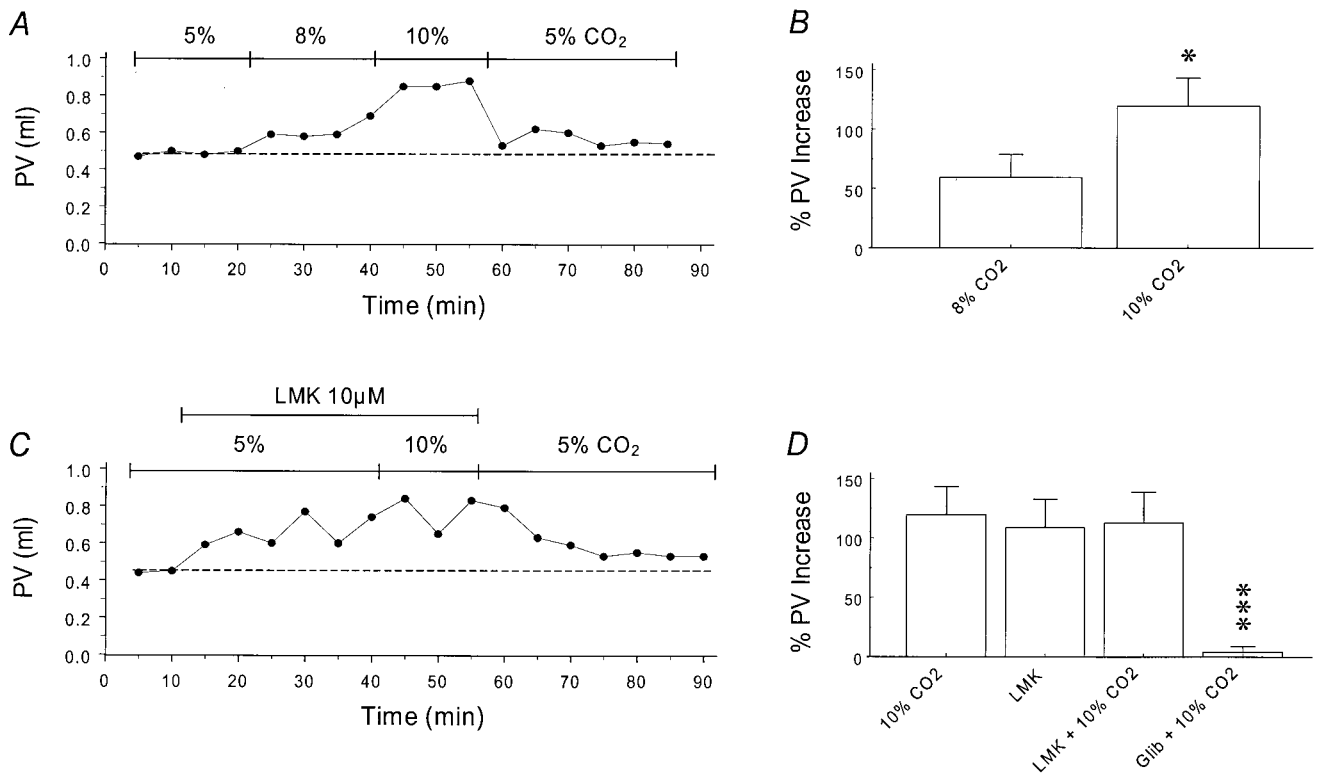 A
5% 8% 10% 5% CO2
1.0
0.8
0.6
0.4
0.2
0.0
PV (ml)
0 10 20 30 40 50 60 70 80 90
Time (min)
B
150
100
50
0
% PV Increase
*
8% CO2
10% CO2
C
LMK 10µM
5% 10% 5% CO2
1.0
0.8
0.6
0.4
0.2
0.0
PV (ml)
0 10 20 30 40 50 60 70 80 90
Time (min)
D
150
100
50
0
% PV Increase
***
10% CO2
LMK
LMK + 10% CO2
Glib + 10% CO2